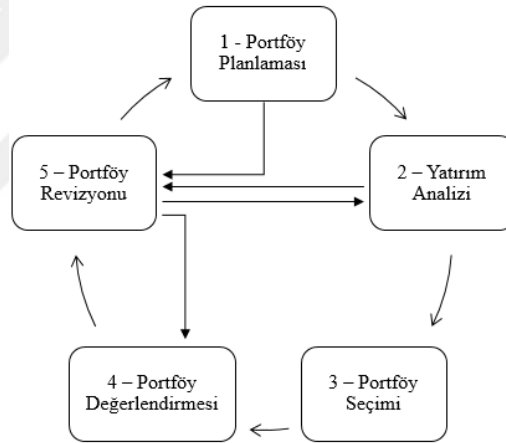 1 - Portföy
Planlaması
2 – Yatırım
Analizi
3 – Portföy
Seçimi
4 – Portföy
Değerlendirmesi
5 – Portföy
Revizyonu